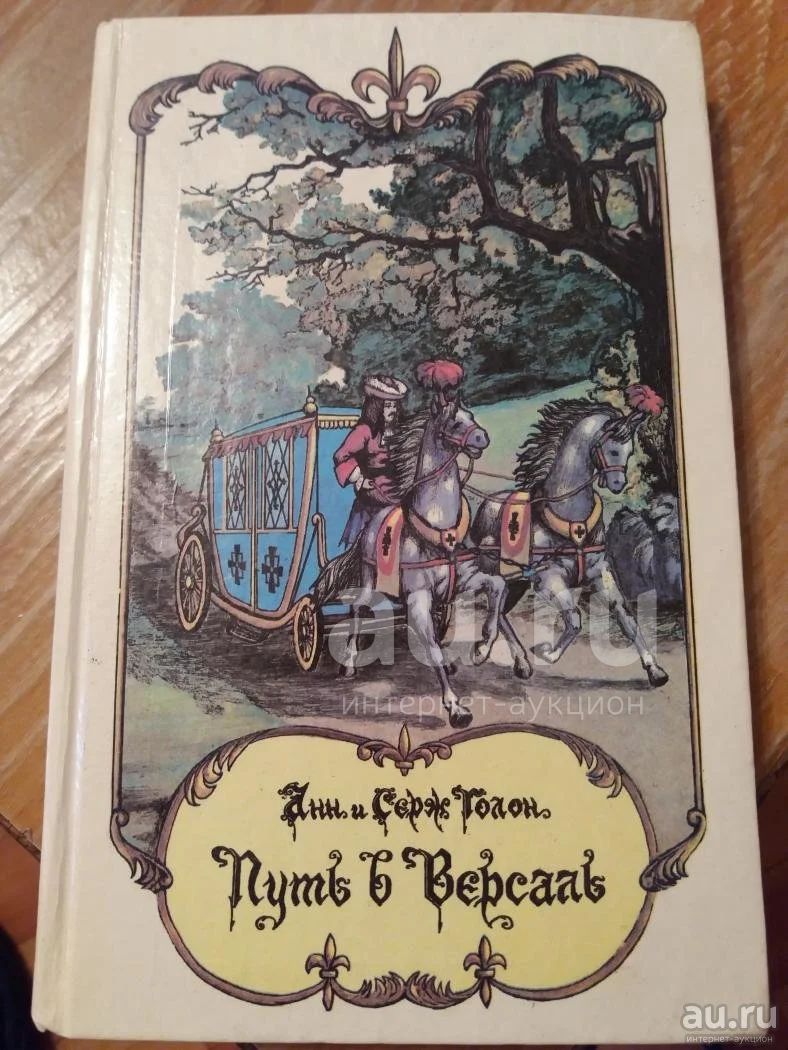 au.ru
интернет-аукцион
Анн и Серж Голон
Путь в Версаль
au.ru
интернет-аукцион